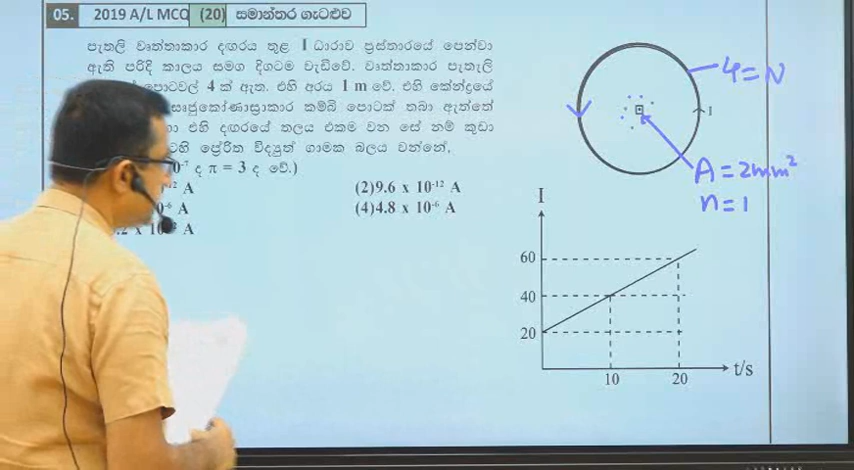 05. 2019 A/L MCQ (20) සමාන්තර ගැටළුව
පැතලි වෘත්තාකාර දඟරය තුළ I ධාරාව ප්‍රස්තාරයේ පෙන්වා
ඇති පරිදි කාලය සමග දිගටම වැඩිවේ. වෘත්තාකාර පැතැලි
පොටවල් 4 ක් ඇත. එහි අරය 1 m වේ. එහි කේන්ද්‍රයේ
සෘජුකෝණාස්‍රාකාර කම්බි පොටක් තබා ඇත්තේ
එහි දඟරයේ තලය එකම වන සේ නම් කුඩා
ප්‍රේරිත විද්‍යුත් ගාමක බලය වන්නේ,
⁻⁷ ද π = 3 ද වේ.)
A
(2)9.6 x 10⁻¹² A
A
(4)4.8 x 10⁻⁶ A
A
4=N
I
A=2mm²
n=1
I
60
40
20
10 20 t/s